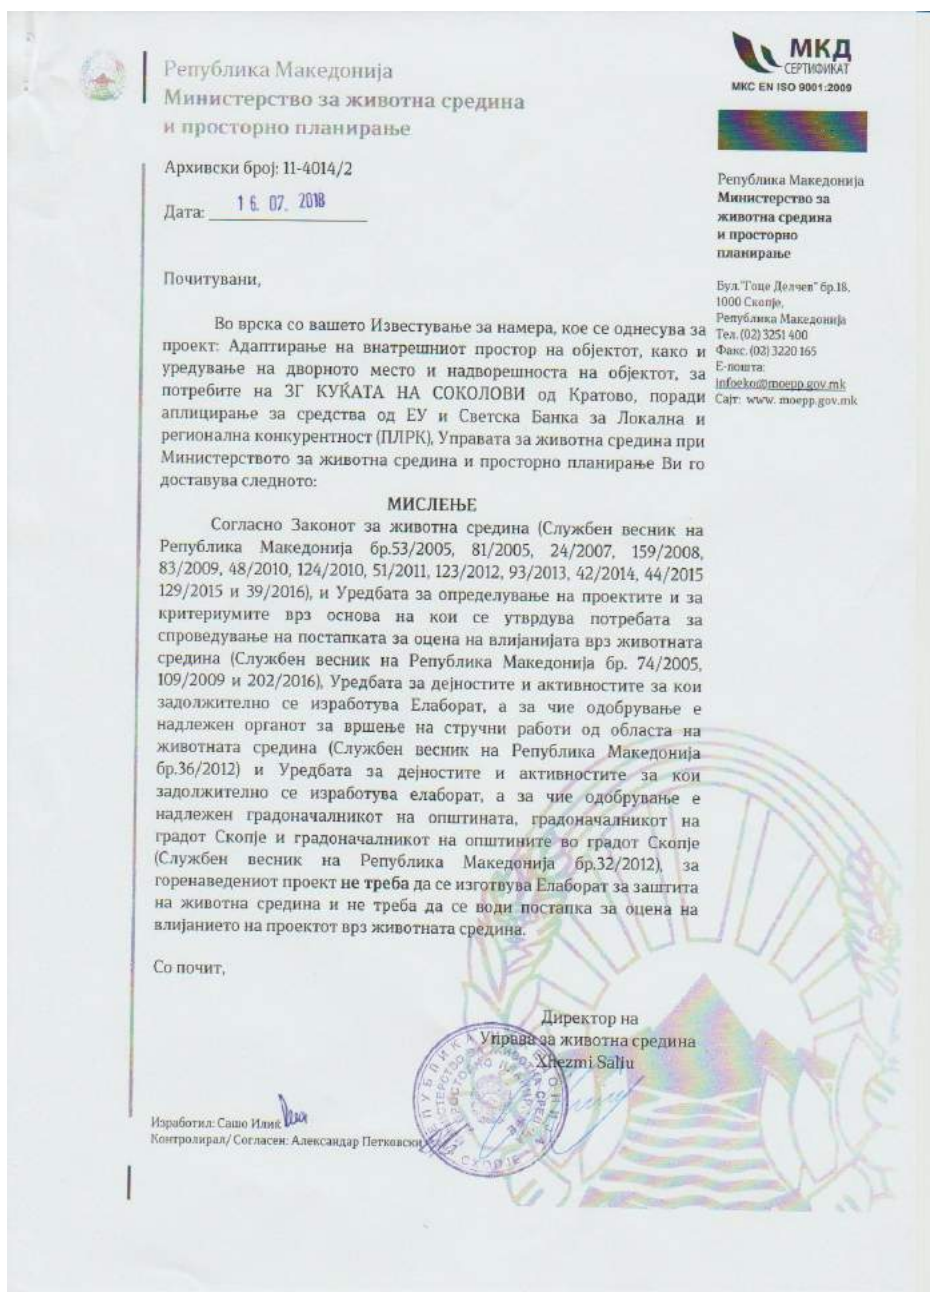 Република Македонија
Министерство за животна средина
и просторно планирање
Архивски број: 11-4014/2
Дата: 16. 07. 2018
МКД
СЕРТИФИКАТ
МКС EN ISO 9001:2009
Република Македонија
Министерство за
животна средина
и просторно
планирање
Бул."Гоце Делчев" бр.18,
1000 Скопје,
Република Македонија
Тел. (02) 3251 400
Факс. (02) 3220 165
Е-пошта:
infoeko@moepp.gov.mk
Сајт: www. moepp.gov.mk
Почитувани,
Во врска со вашето Известување за намера, кое се однесува за
проект: Адаптирање на внатрешниот простор на објектот, како и
уредување на дворното место и надворешноста на објектот, за
потребите на ЗГ КУЌАТА НА СОКОЛОВИ од Кратово, поради
аплицирање за средства од ЕУ и Светска Банка за Локална и
регионална конкурентност (ПЛРК), Управата за животна средина при
Министерството за животна средина и просторно планирање Ви го
доставува следното:
МИСЛЕЊЕ
Согласно Законот за животна средина (Службен весник на
Република Македонија бр.53/2005, 81/2005, 24/2007, 159/2008,
83/2009, 48/2010, 124/2010, 51/2011, 123/2012, 93/2013, 42/2014, 44/2015
129/2015 и 39/2016), и Уредбата за определување на проектите и за
критериумите врз основа на кои се утврдува потребата за
спроведување на постапката за оцена на влијанијата врз животната
средина (Службен весник на Република Македонија бр. 74/2005,
109/2009 и 202/2016), Уредбата за дејностите и активностите за кои
задолжително се изработува Елаборат, а за чие одобрување е
надлежен органот за вршење на стручни работи од областа на
животната средина (Службен весник на Република Македонија
бр.36/2012) и Уредбата за дејностите и активностите за кои
задолжително се изработува елаборат, а за чие одобрување е
надлежен градоначалникот на општината, градоначалникот на
градот Скопје и градоначалникот на општините во градот Скопје
(Службен весник на Република Македонија бр.32/2012), за
горенаведениот проект не треба да се изготвува Елаборат за заштита
на животна средина и не треба да се води постапка за оцена на
влијанието на проектот врз животната средина.
Со почит,
Директор на
Управа за животна средина
Xhezmi Saliu
Изработил: Сашо Илиќ
Контролирал/ Согласен: Александар Петковски